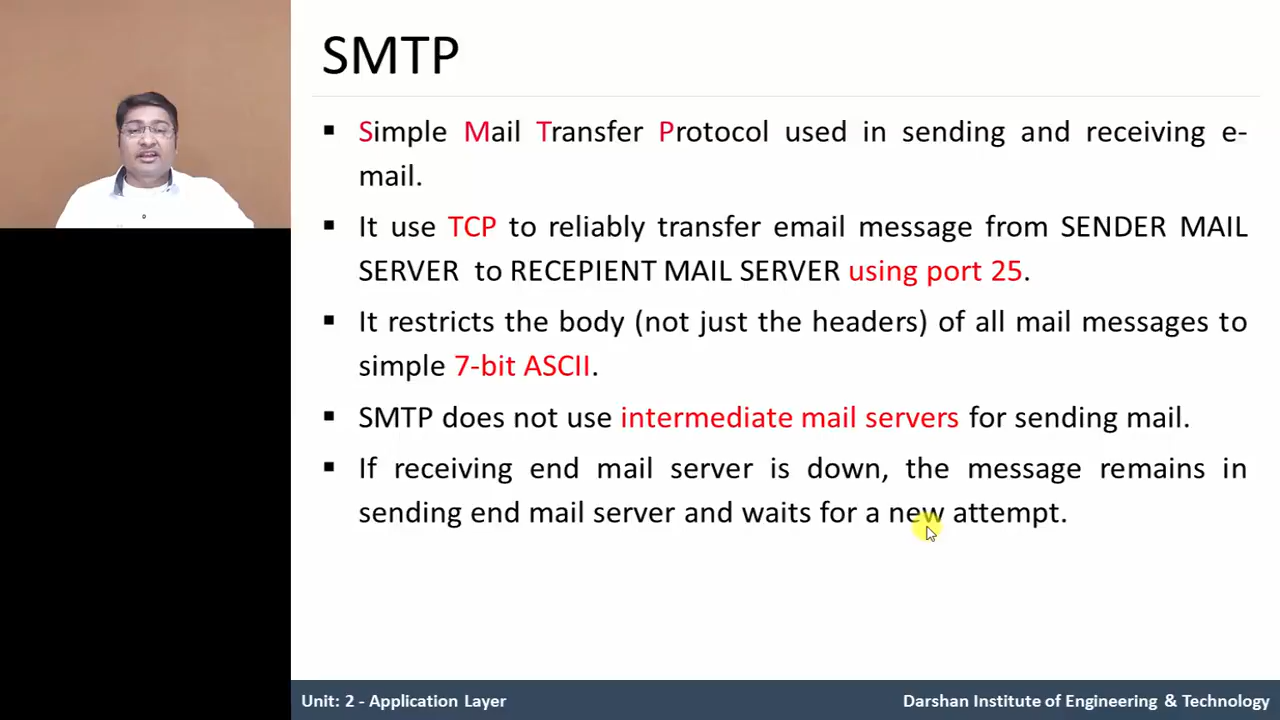 SMTP
▪ Simple Mail Transfer Protocol used in sending and receiving e-
mail.
▪ It use TCP to reliably transfer email message from SENDER MAIL
SERVER to RECEPIENT MAIL SERVER using port 25.
▪ It restricts the body (not just the headers) of all mail messages to
simple 7-bit ASCII.
▪ SMTP does not use intermediate mail servers for sending mail.
▪ If receiving end mail server is down, the message remains in
sending end mail server and waits for a new attempt.
Unit: 2 - Application Layer
Darshan Institute of Engineering & Technology